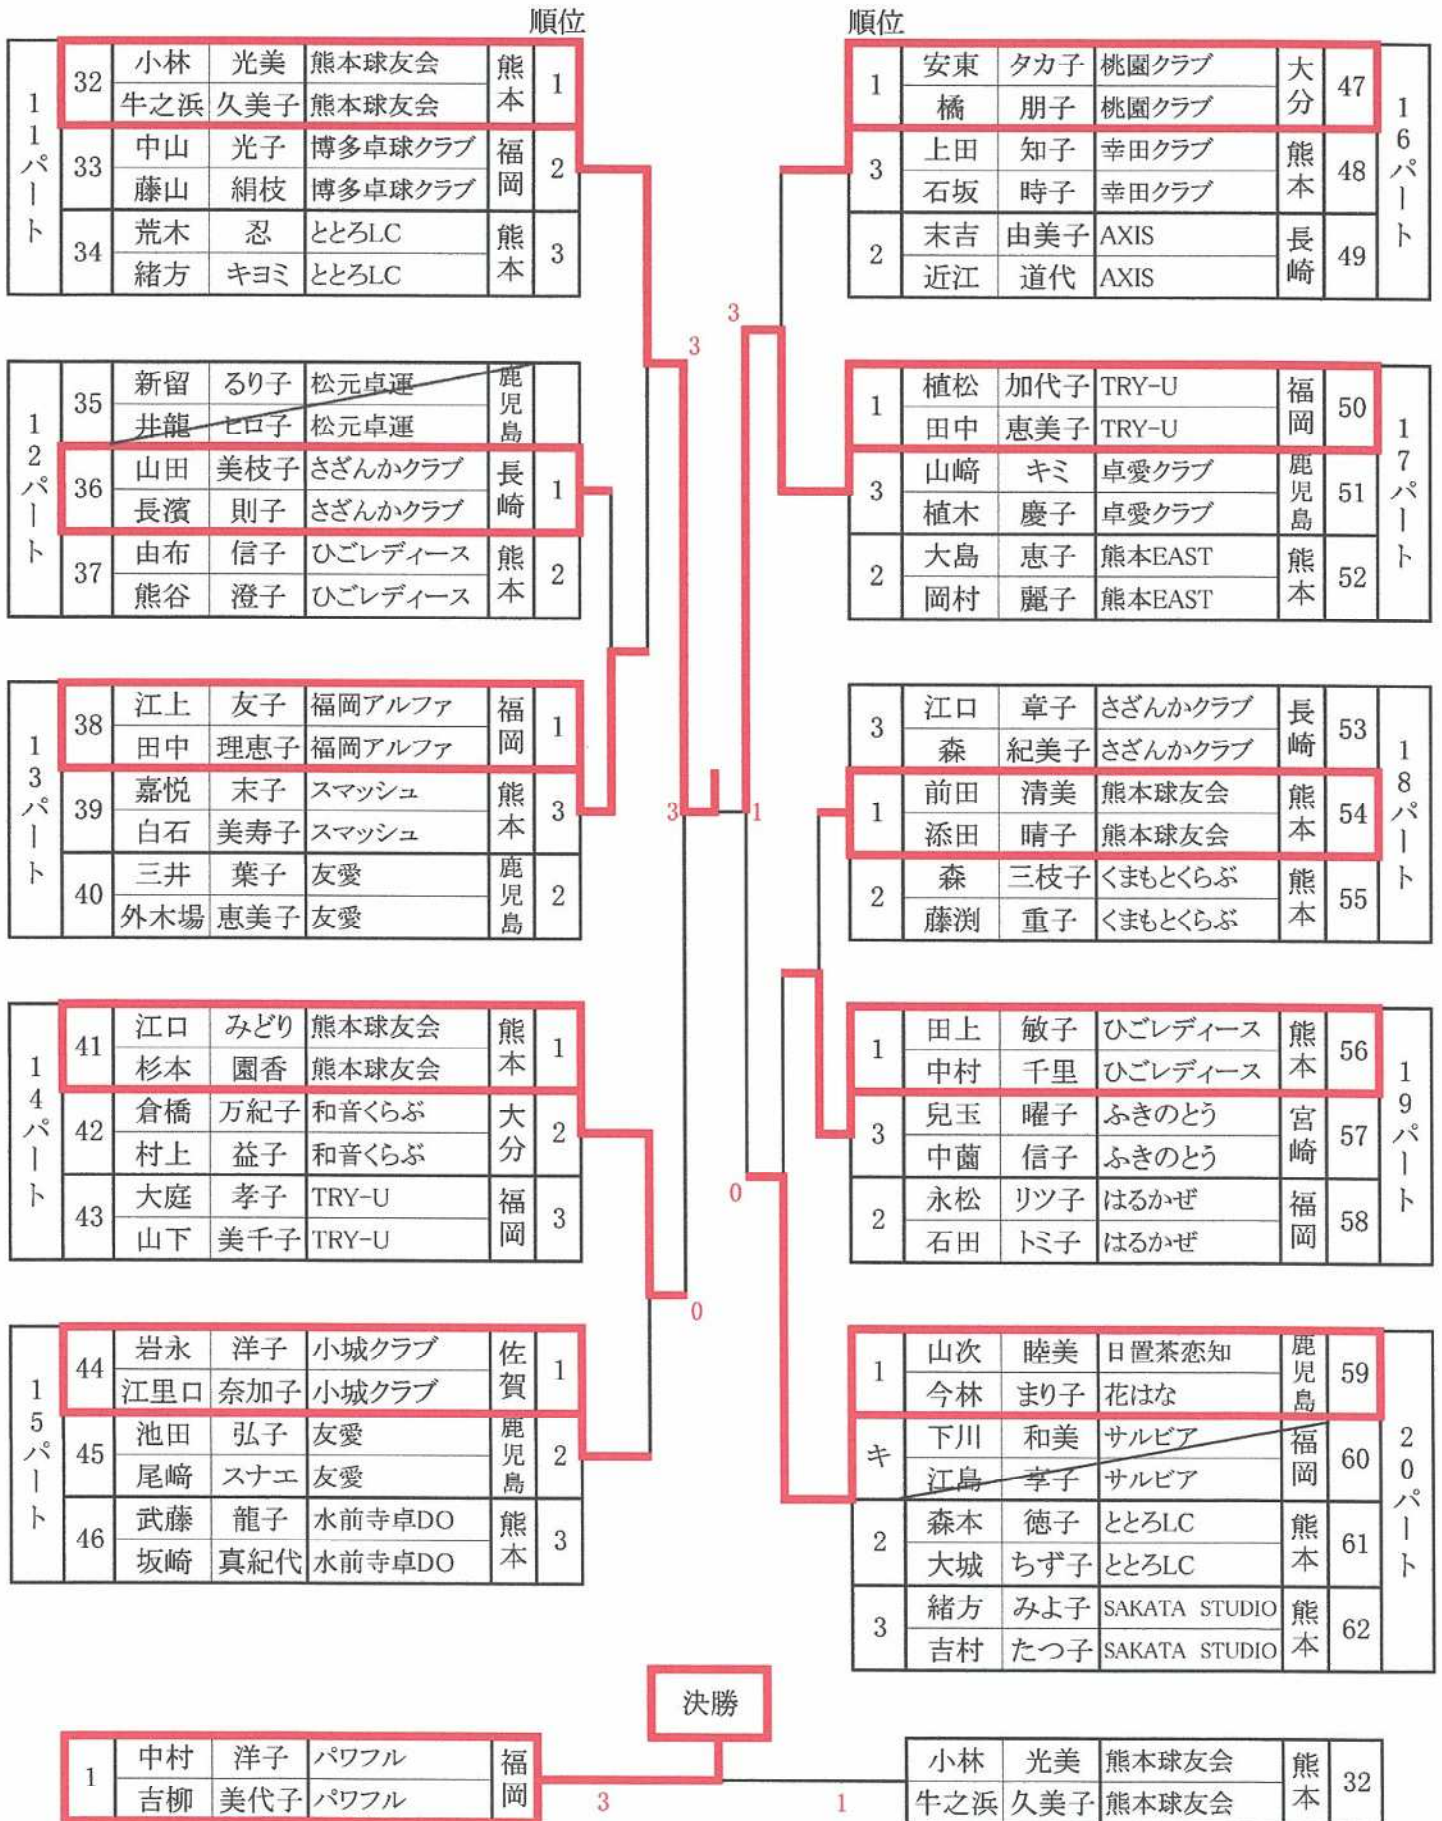 順位
11パート
32 小林 光美 熊本球友会 熊本 1
牛之浜 久美子 熊本球友会
33 中山 光子 博多卓球クラブ 福岡 2
藤山 絹枝 博多卓球クラブ
34 荒木 忍 ととろLC 熊本 3
緒方 キヨミ ととろLC
12パート
35 新留 るり子 松元卓運 鹿児島
井龍 ヒロ子 松元卓運
36 山田 美枝子 さざんかクラブ 長崎 1
長濱 則子 さざんかクラブ
37 由布 信子 ひごレディース 熊本 2
熊谷 澄子 ひごレディース
13パート
38 江上 友子 福岡アルファ 福岡 1
田中 理恵子 福岡アルファ
39 嘉悦 末子 スマッシュ 熊本 3
白石 美寿子 スマッシュ
40 三井 葉子 友愛 鹿児島 2
外木場 恵美子 友愛
14パート
41 江口 みどり 熊本球友会 熊本 1
杉本 園香 熊本球友会
42 倉橋 万紀子 和音くらぶ 大分 2
村上 益子 和音くらぶ
43 大庭 孝子 TRY-U 福岡 3
山下 美千子 TRY-U
15パート
44 岩永 洋子 小城クラブ 佐賀 1
江里口 奈加子 小城クラブ
45 池田 弘子 友愛 鹿児島 2
尾﨑 スナエ 友愛
46 武藤 龍子 水前寺卓DO 熊本 3
坂崎 真紀代 水前寺卓DO
3
3
3
1
0
0
順位
16パート
1 安東 タカ子 桃園クラブ 大分 47
橘 朋子 桃園クラブ
3 上田 知子 幸田クラブ 熊本 48
石坂 時子 幸田クラブ
2 末吉 由美子 AXIS 長崎 49
近江 道代 AXIS
17パート
1 植松 加代子 TRY-U 福岡 50
田中 恵美子 TRY-U
3 山﨑 キミ 卓愛クラブ 鹿児島 51
植木 慶子 卓愛クラブ
2 大島 恵子 熊本EAST 熊本 52
岡村 麗子 熊本EAST
18パート
3 江口 章子 さざんかクラブ 長崎 53
森 紀美子 さざんかクラブ
1 前田 清美 熊本球友会 熊本 54
添田 晴子 熊本球友会
2 森 三枝子 くまもとくらぶ 熊本 55
藤渕 重子 くまもとくらぶ
19パート
1 田上 敏子 ひごレディース 熊本 56
中村 千里 ひごレディース
3 兒玉 曜子 ふきのとう 宮崎 57
中薗 信子 ふきのとう
2 永松 リツ子 はるかぜ 福岡 58
石田 トミ子 はるかぜ
20パート
1 山次 睦美 日置茶恋知 鹿児島 59
今林 まり子 花はな
キ 下川 和美 サルビア 福岡 60
江島 孝子 サルビア
2 森本 徳子 ととろLC 熊本 61
大城 ちず子 ととろLC
3 緒方 みよ子 SAKATA STUDIO 熊本 62
吉村 たつ子 SAKATA STUDIO
決勝
1 中村 洋子 パワフル 福岡
吉柳 美代子 パワフル
3
1
小林 光美 熊本球友会 熊本 32
牛之浜 久美子 熊本球友会